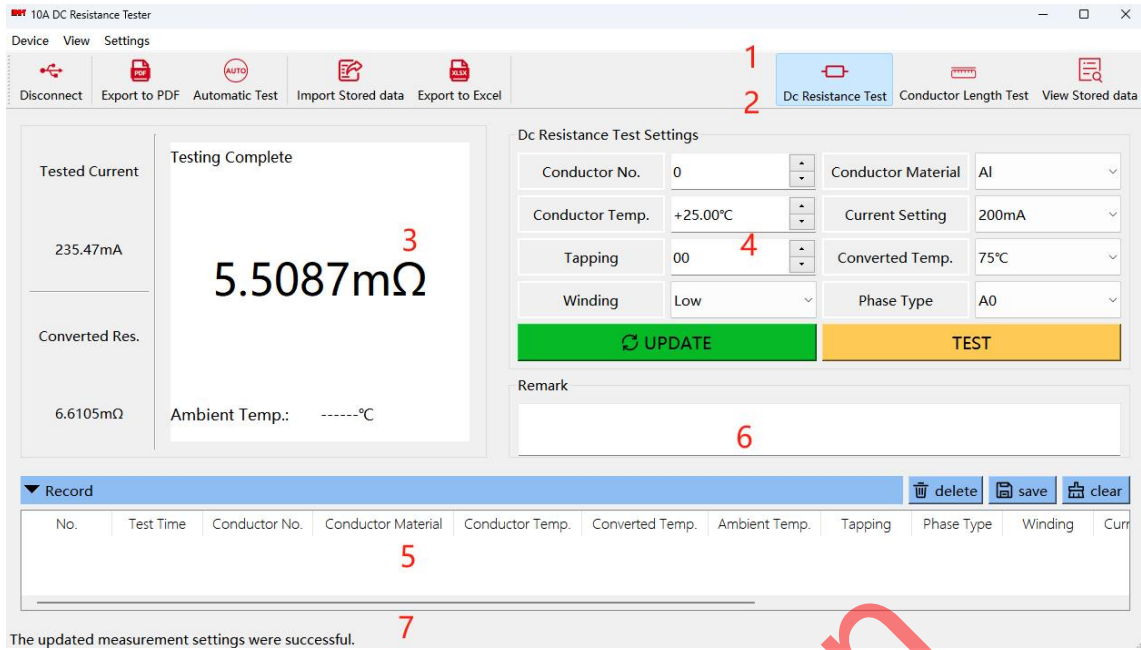 10A DC Resistance Tester
Device View Settings
1
Disconnect Export to PDF Automatic Test Import Stored data Export to Excel
PDF AUTO XLSX
2
Dc Resistance Test Conductor Length Test View Stored data
Tested Current
235.47mA
Converted Res.
6.6105mΩ
Testing Complete
3
5.5087mΩ
Ambient Temp.: ------℃
Dc Resistance Test Settings
Conductor No. 0 Conductor Material Al
Conductor Temp. +25.00℃ Current Setting 200mA
4
Tapping 00 Converted Temp. 75℃
Winding Low Phase Type A0
UPDATE TEST
Remark
6
Record delete save clear
No. Test Time Conductor No. Conductor Material Conductor Temp. Converted Temp. Ambient Temp. Tapping Phase Type Winding Curr
5
7
The updated measurement settings were successful.